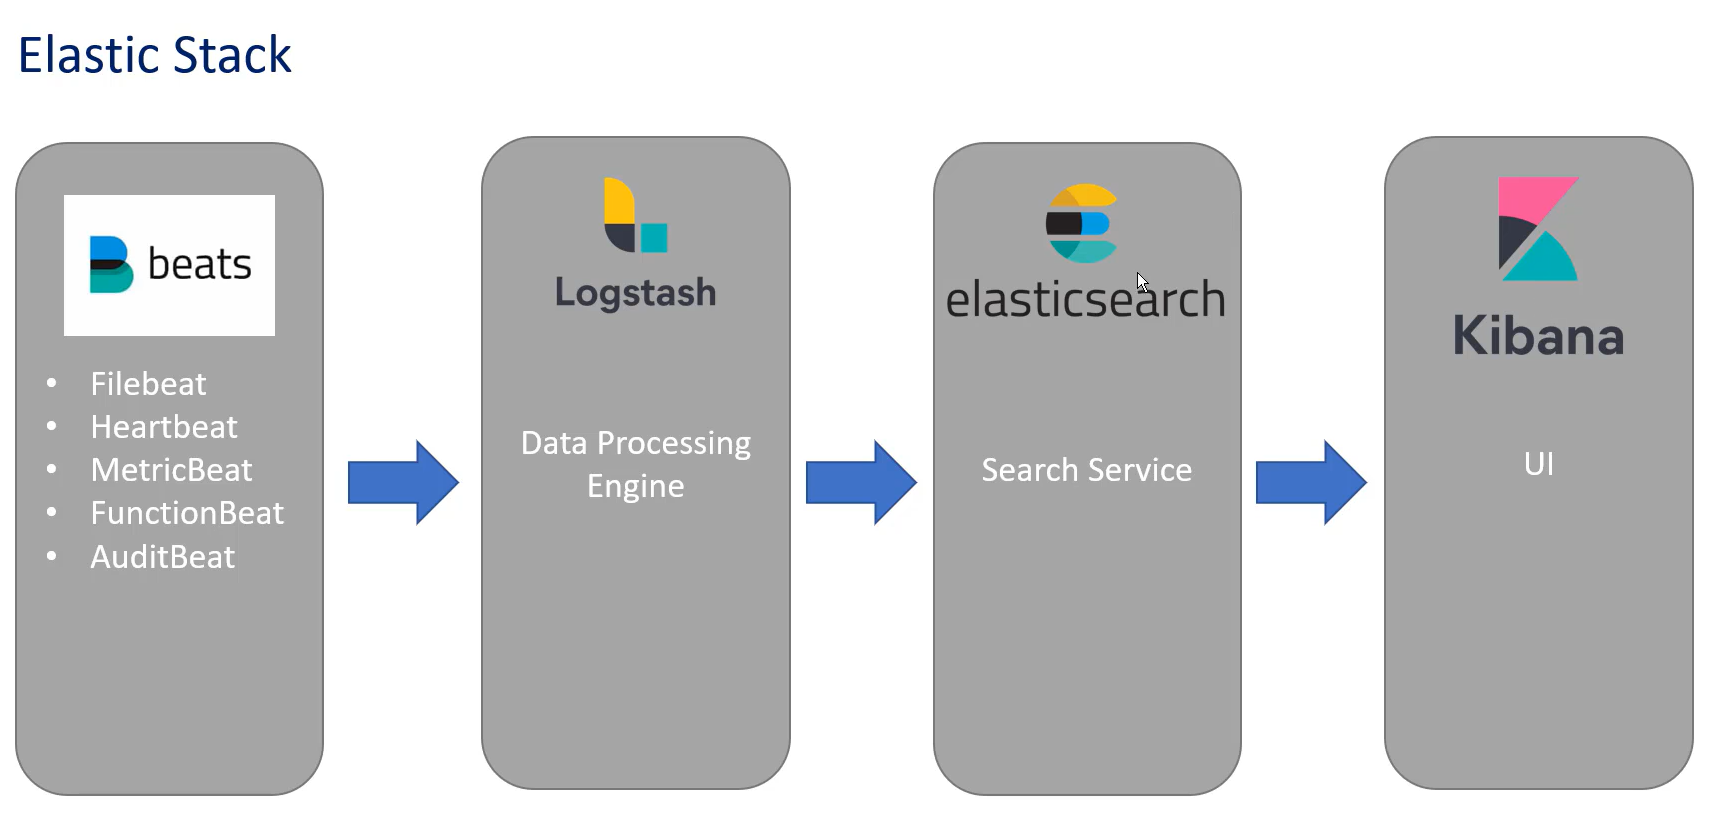 Elastic Stack
beats
• Filebeat
• Heartbeat
• MetricBeat
• FunctionBeat
• AuditBeat
Logstash
Data Processing
Engine
elasticsearch
Search Service
Kibana
UI